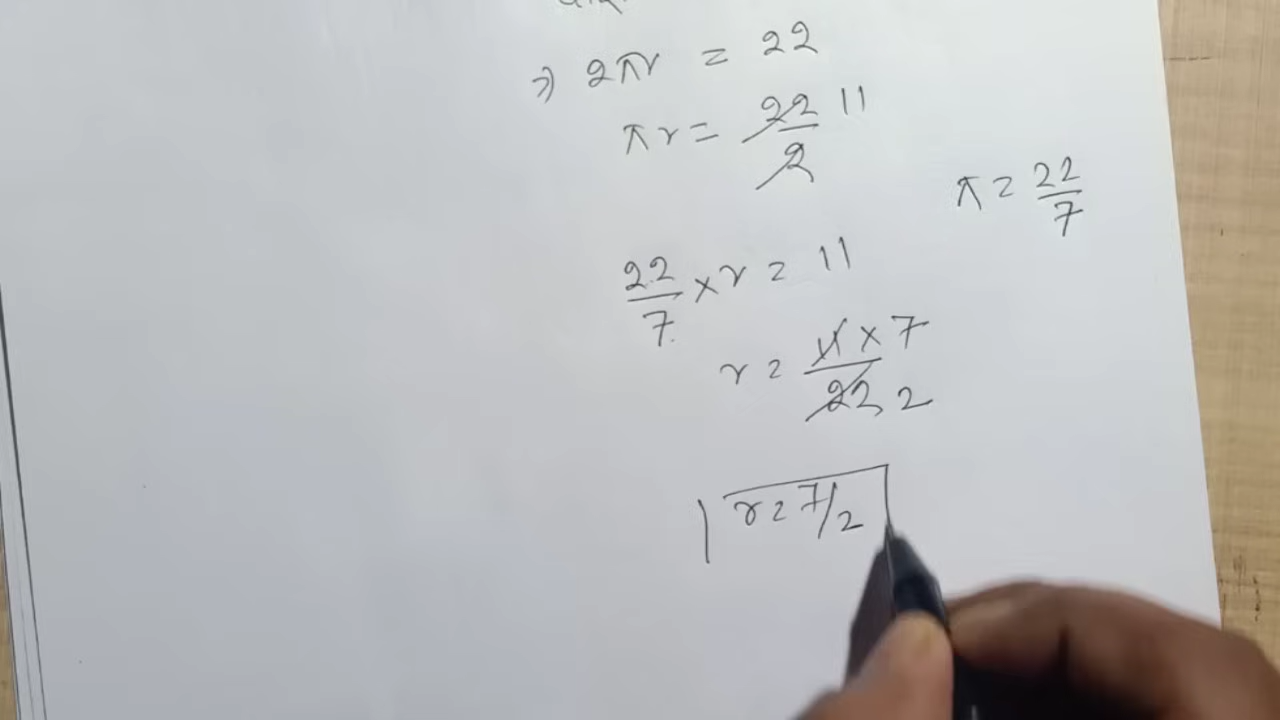 ⇒ 2πr = 22
πr = 22/2 11
π = 22/7
22/7 × r = 11
r = 11 × 7 / 22 2
r = 7/2